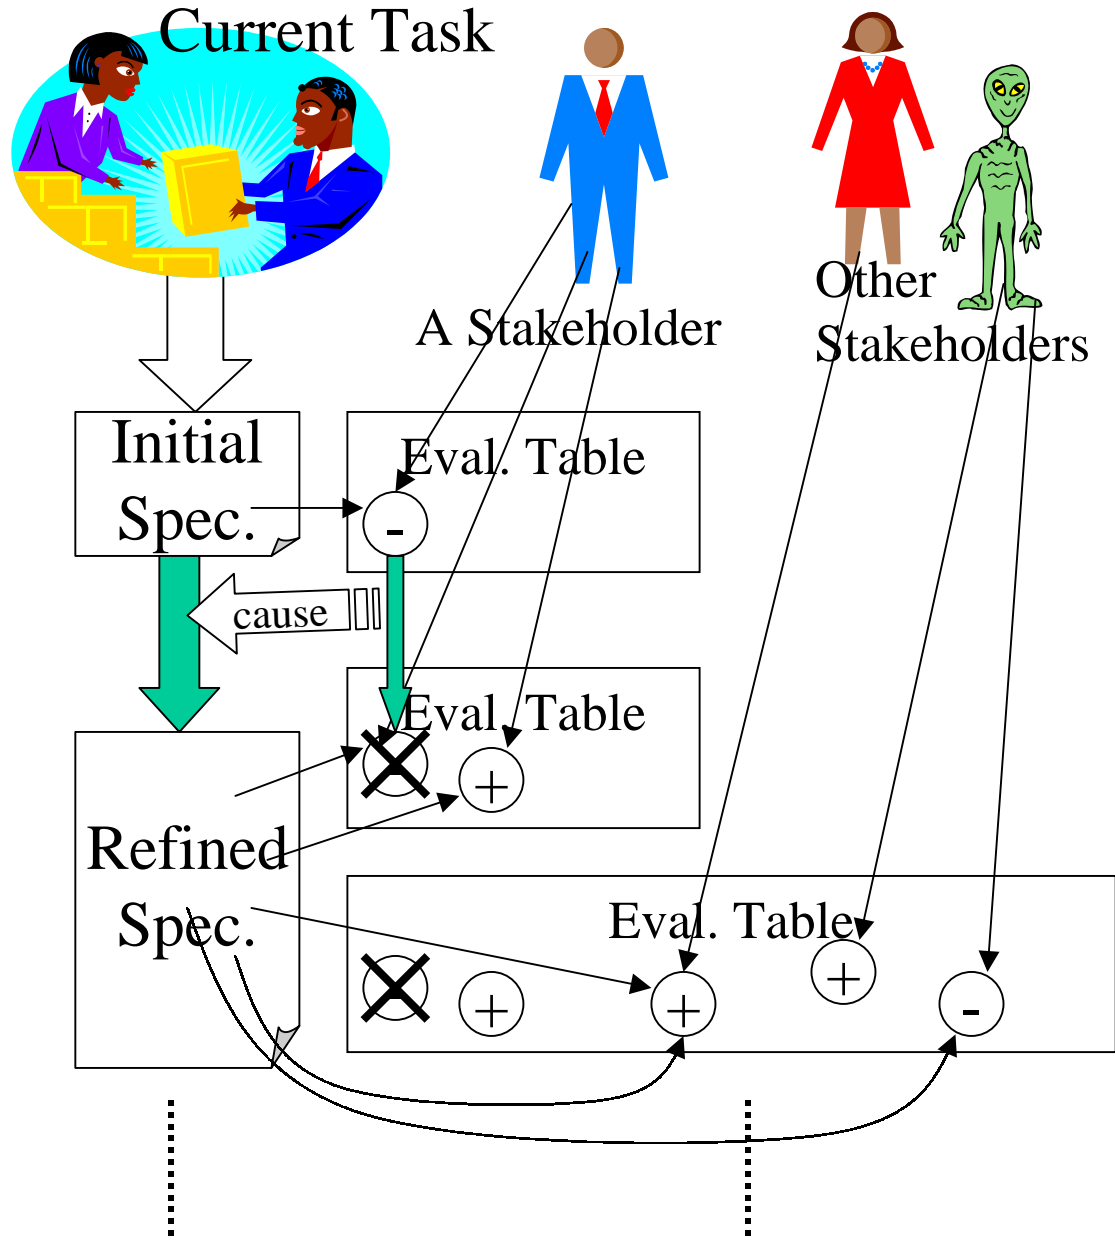 Current Task
A Stakeholder
Other
Stakeholders
Initial
Spec.
Eval. Table
-
cause
Eval. Table
+
Refined
Spec.
Eval. Table
+
+
+
-